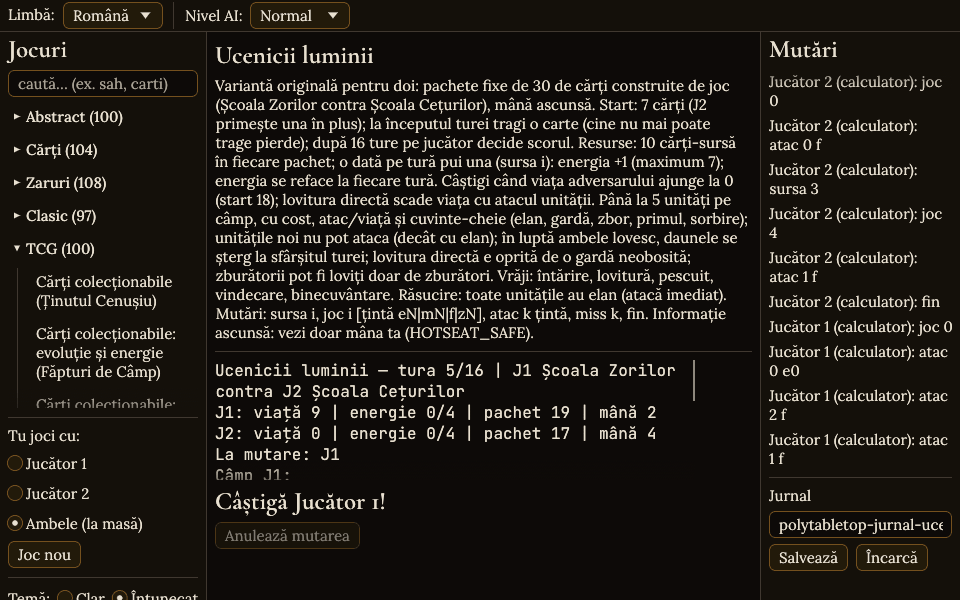 Limbă: Română ▼ Nivel AI: Normal ▼
Jocuri
caută... (ex. sah, carti)
▸ Abstract (100)
▸ Cărți (104)
▸ Zaruri (108)
▸ Clasic (97)
▾ TCG (100)
Cărți colecționabile
(Ținutul Cenușiu)
Cărți colecționabile:
evoluție și energie
(Făpturi de Câmp)
Cărți colecționabile:
Tu joci cu:
Jucător 1
Jucător 2
Ambele (la masă)
Joc nou
Temă: Clar Întunecat
Ucenicii luminii
Variantă originală pentru doi: pachete fixe de 30 de cărți construite de joc
(Școala Zorilor contra Școala Cețurilor), mână ascunsă. Start: 7 cărți (J2
primește una în plus); la începutul turei tragi o carte (cine nu mai poate
trage pierde); după 16 ture pe jucător decide scorul. Resurse: 10 cărți-sursă
în fiecare pachet; o dată pe tură pui una (sursa i): energia +1 (maximum 7);
energia se reface la fiecare tură. Câștigi când viața adversarului ajunge la 0
(start 18); lovitura directă scade viața cu atacul unității. Până la 5 unități pe
câmp, cu cost, atac/viață și cuvinte-cheie (elan, gardă, zbor, primul, sorbire);
unitățile noi nu pot ataca (decât cu elan); în luptă ambele lovesc, daunele se
șterg la sfârșitul turei; lovitura directă e oprită de o gardă neobosită;
zburătorii pot fi loviți doar de zburători. Vrăji: întărire, lovitură, pescuit,
vindecare, binecuvântare. Răsucire: toate unitățile au elan (atacă imediat).
Mutări: sursa i, joc i [țintă eN|mN|f|zN], atac k țintă, miss k, fin. Informație
ascunsă: vezi doar mâna ta (HOTSEAT_SAFE).
Ucenicii luminii — tura 5/16 | J1 Școala Zorilor
contra J2 Școala Cețurilor
J1: viață 9 | energie 0/4 | pachet 19 | mână 2
J2: viață 0 | energie 0/4 | pachet 17 | mână 4
La mutare: J1
Câmp J1:
Câștigă Jucător 1!
Anulează mutarea
Mutări
Jucător 2 (calculator): joc
0
Jucător 2 (calculator):
atac 0 f
Jucător 2 (calculator):
sursa 3
Jucător 2 (calculator): joc
4
Jucător 2 (calculator):
atac 1 f
Jucător 2 (calculator): fin
Jucător 1 (calculator): joc 0
Jucător 1 (calculator): atac
0 e0
Jucător 1 (calculator): atac
2 f
Jucător 1 (calculator): atac
1 f
Jurnal
polytabletop-jurnal-uce
Salvează Încarcă